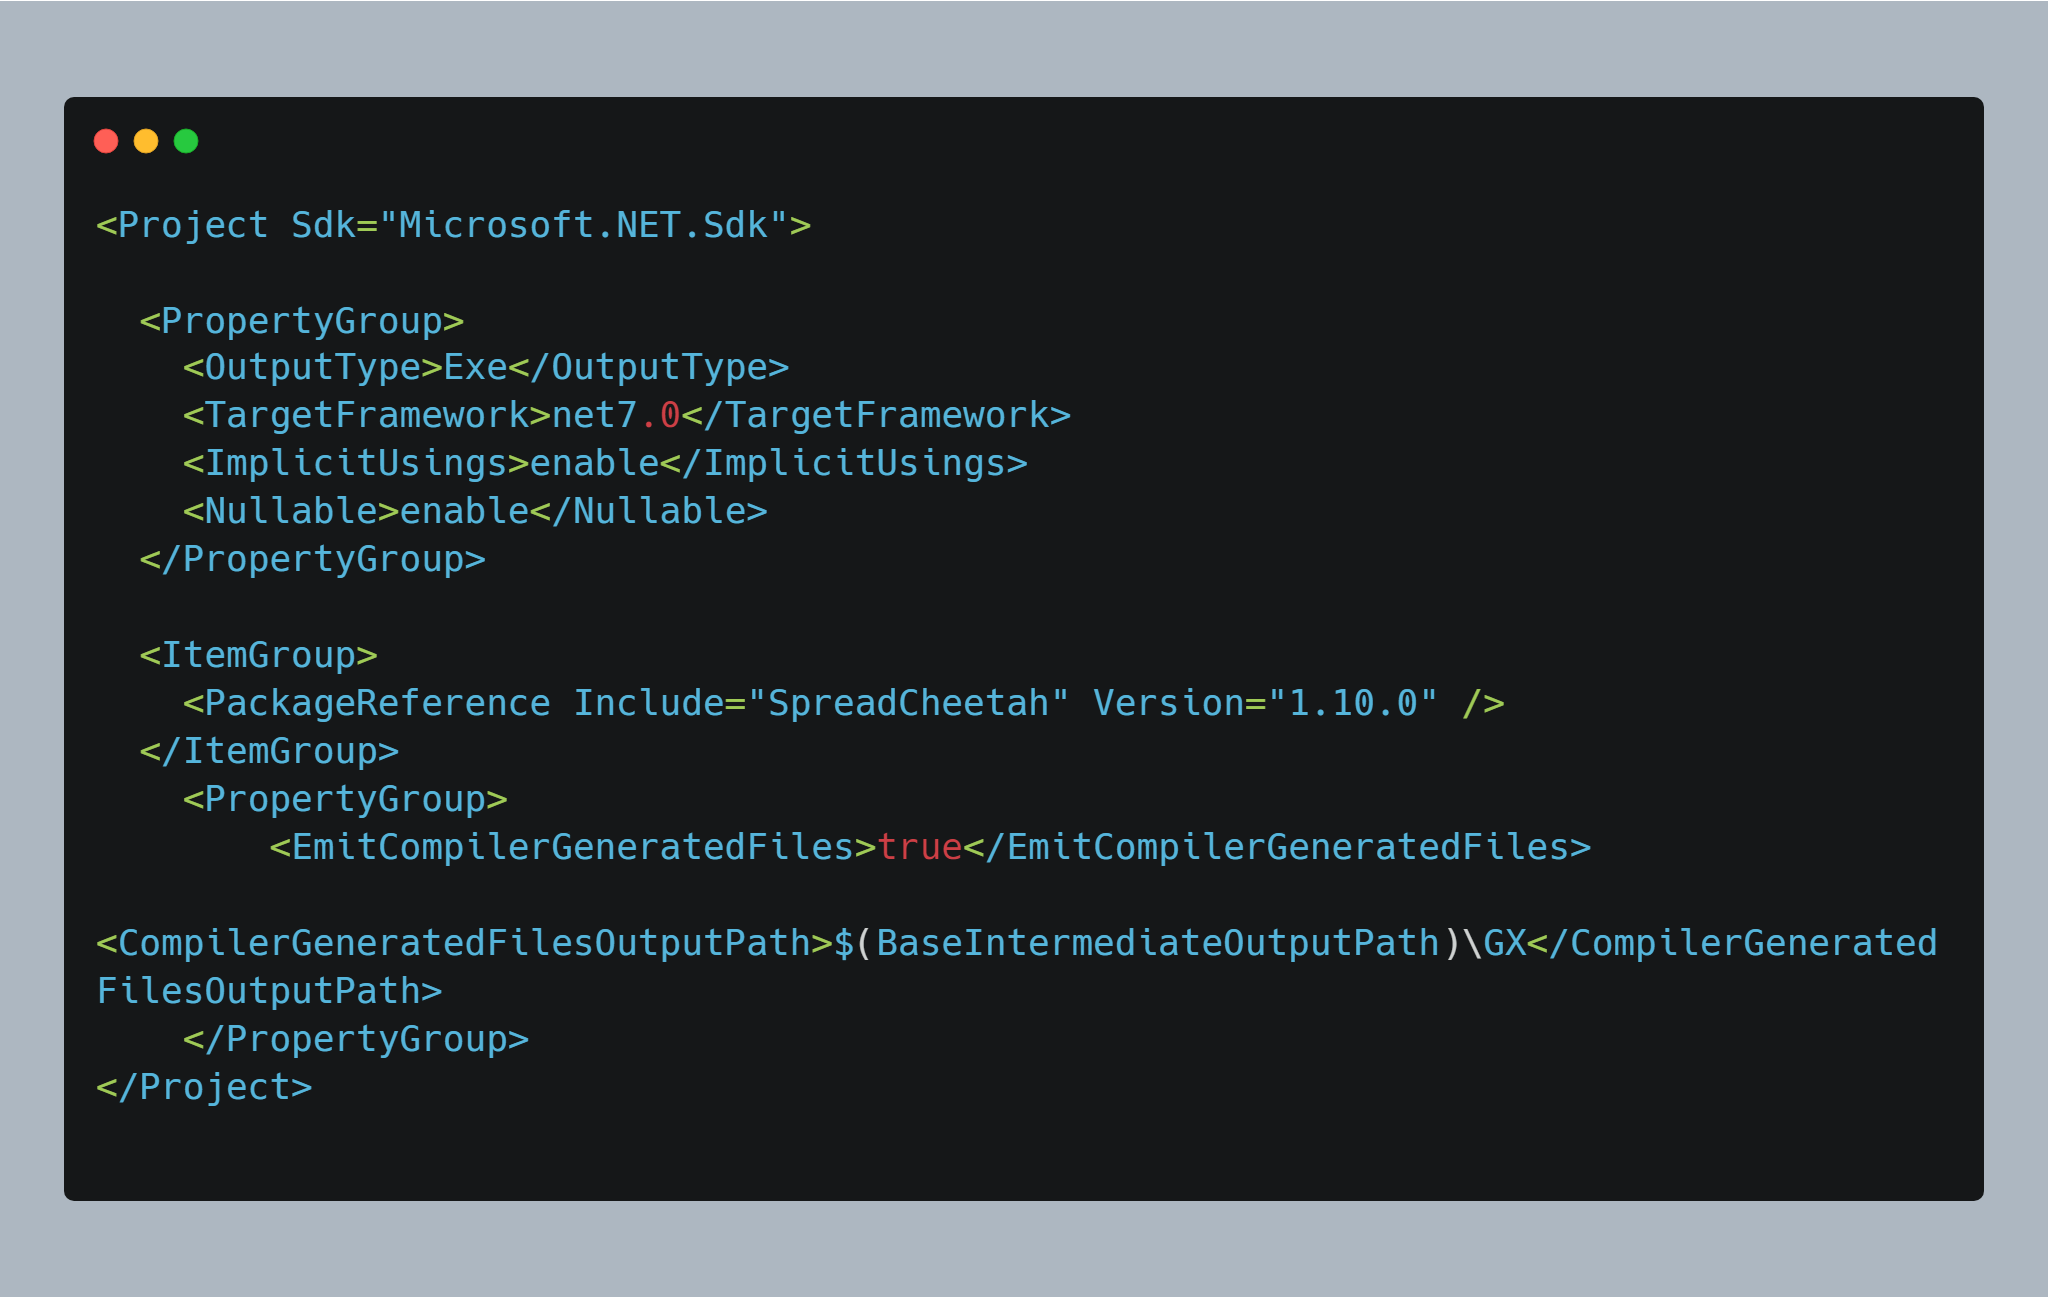 <Project Sdk="Microsoft.NET.Sdk">

  <PropertyGroup>
    <OutputType>Exe</OutputType>
    <TargetFramework>net7.0</TargetFramework>
    <ImplicitUsings>enable</ImplicitUsings>
    <Nullable>enable</Nullable>
  </PropertyGroup>

  <ItemGroup>
    <PackageReference Include="SpreadCheetah" Version="1.10.0" />
  </ItemGroup>
    <PropertyGroup>
        <EmitCompilerGeneratedFiles>true</EmitCompilerGeneratedFiles>

<CompilerGeneratedFilesOutputPath>$(BaseIntermediateOutputPath)\GX</CompilerGenerated
FilesOutputPath>
    </PropertyGroup>
</Project>